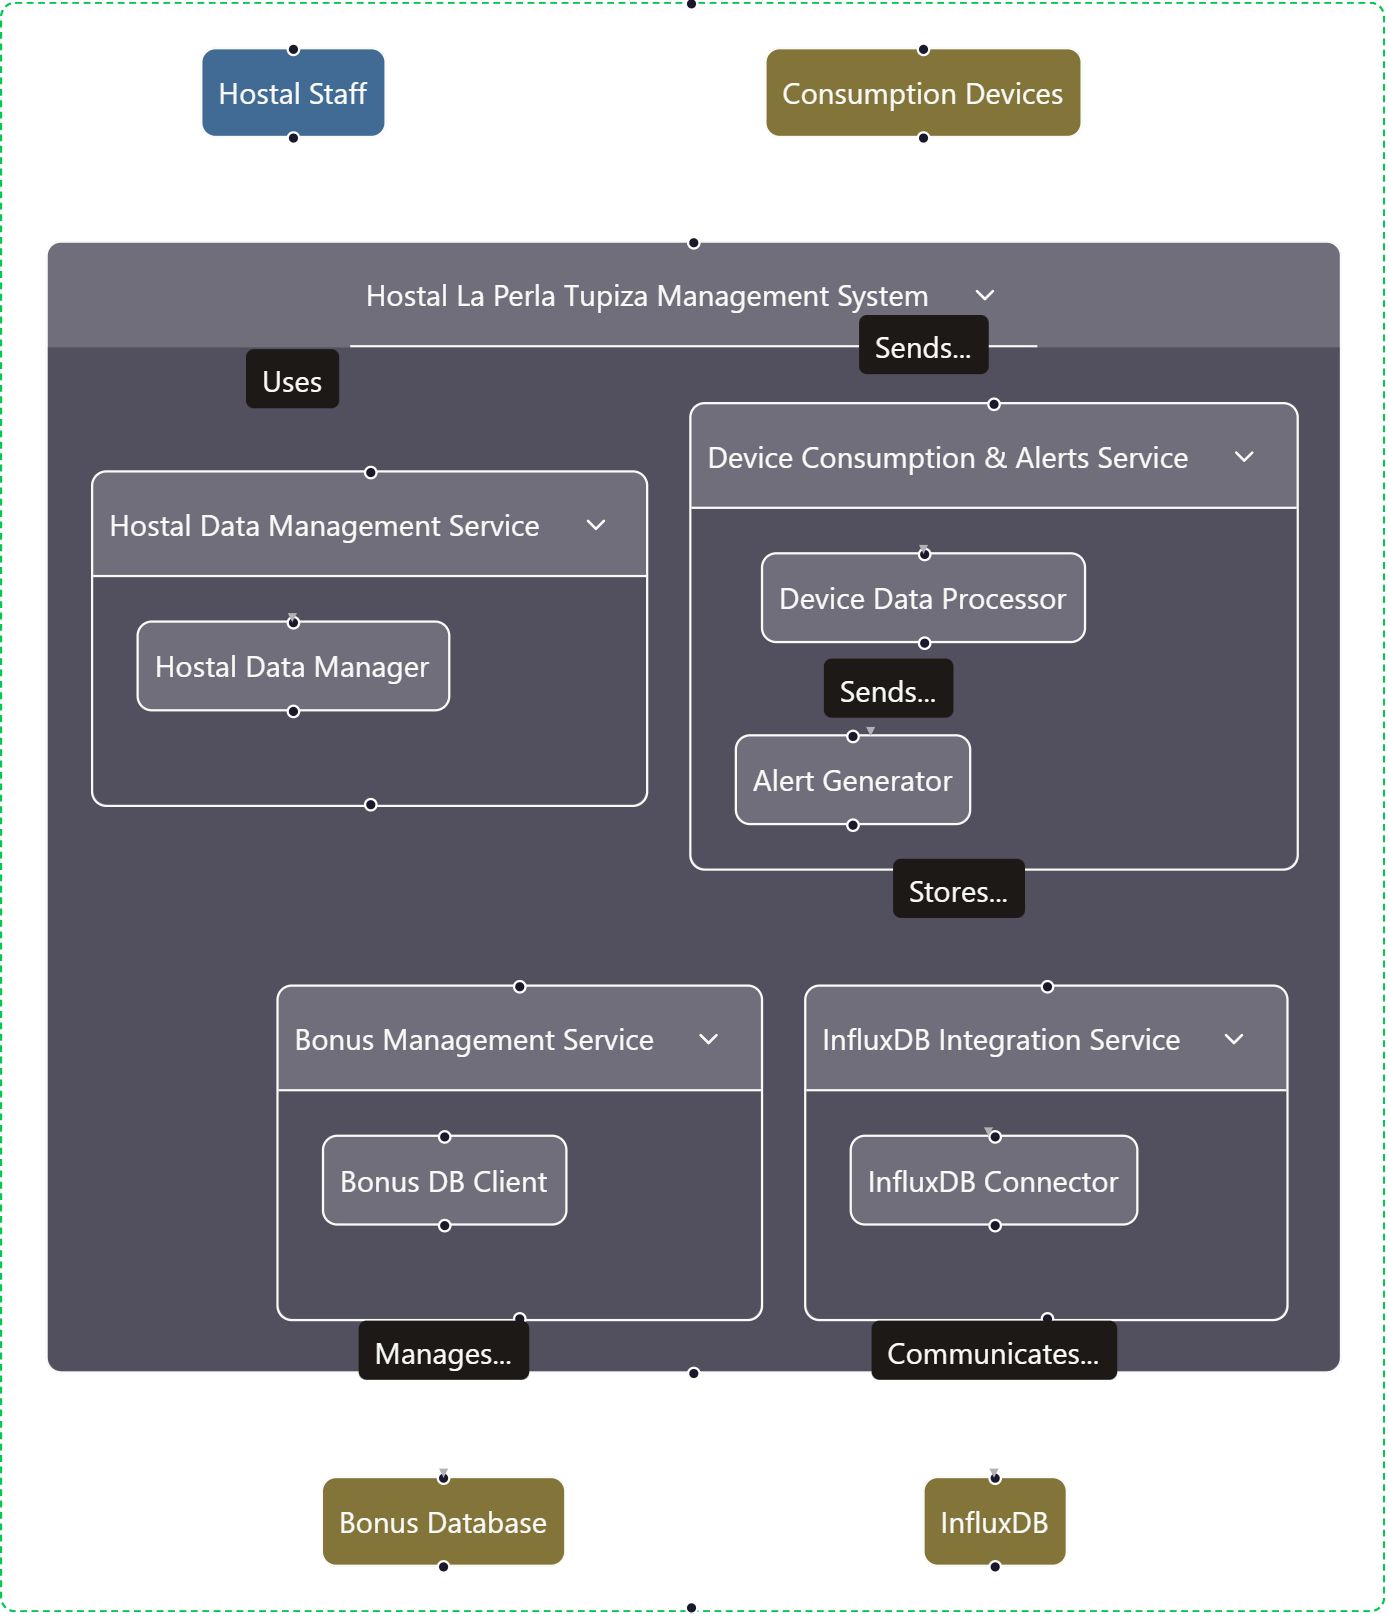 Hostal Staff
Consumption Devices
Hostal La Perla Tupiza Management System
Sends...
Uses
Device Consumption & Alerts Service
Hostal Data Management Service
Device Data Processor
Hostal Data Manager
Sends...
Alert Generator
Stores...
Bonus Management Service
InfluxDB Integration Service
Bonus DB Client
InfluxDB Connector
Manages...
Communicates...
Bonus Database
InfluxDB